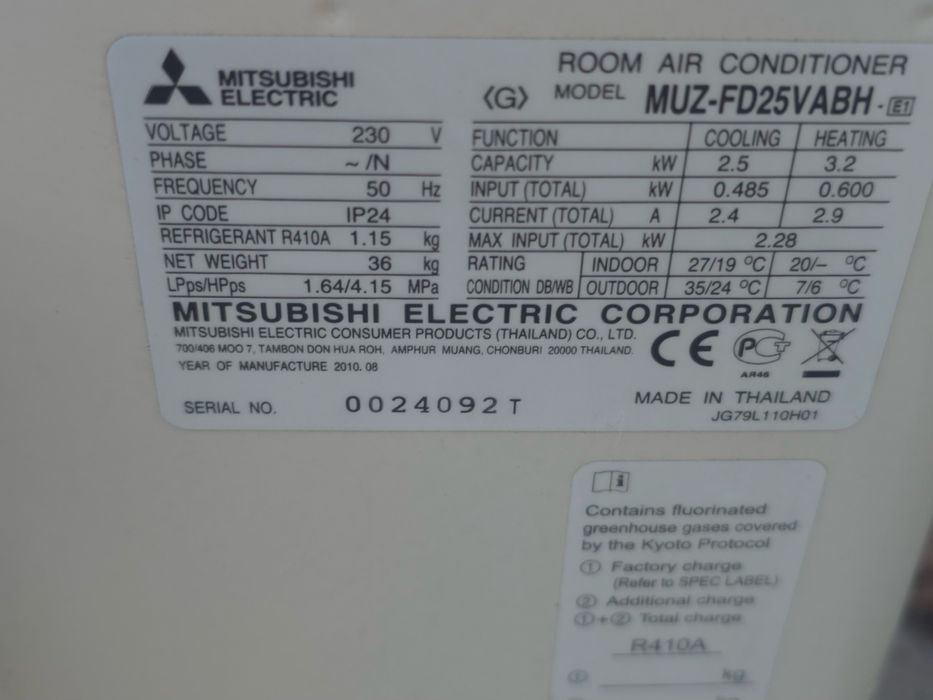 MITSUBISHI
ELECTRIC
ROOM AIR CONDITIONER
⟨G⟩ MODEL MUZ-FD25VABH - E1
VOLTAGE 230 V
PHASE ~ /N
FREQUENCY 50 Hz
IP CODE IP24
REFRIGERANT R410A 1.15 kg
NET WEIGHT 36 kg
LPps/HPps 1.64/4.15 MPa
FUNCTION COOLING HEATING
CAPACITY kW 2.5 3.2
INPUT (TOTAL) kW 0.485 0.600
CURRENT (TOTAL) A 2.4 2.9
MAX INPUT (TOTAL) kW 2.28
RATING INDOOR 27/19 °C 20/– °C
CONDITION DB/WB OUTDOOR 35/24 °C 7/6 °C
MITSUBISHI ELECTRIC CORPORATION
MITSUBISHI ELECTRIC CONSUMER PRODUCTS (THAILAND) CO., LTD.
700/406 MOO 7, TAMBON DON HUA ROH, AMPHUR MUANG, CHONBURI 20000 THAILAND.
YEAR OF MANUFACTURE 2010. 08
CE PCT
AR46
SERIAL NO. 0024092 T
MADE IN THAILAND
JG79L110H01
i
Contains fluorinated
greenhouse gases covered
by the Kyoto Protocol
① Factory charge
(Refer to SPEC LABEL)
② Additional charge
①+② Total charge
R410A
① kg